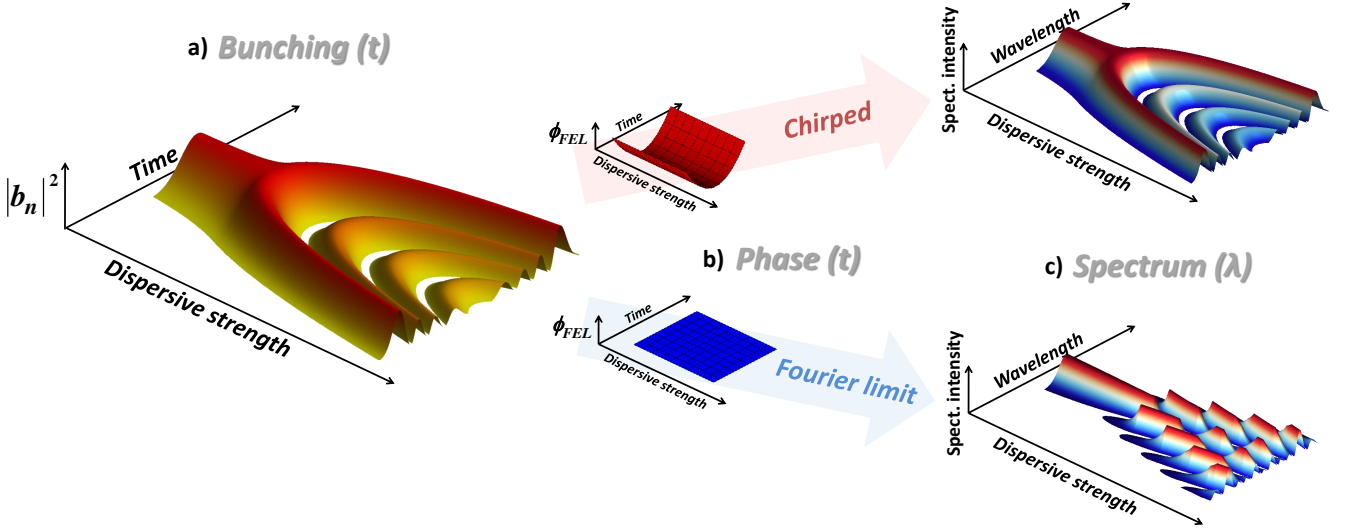 a) Bunching (t)
|b_n|^2
Time
Dispersive strength
ϕ_FEL
Time
Dispersive strength
Chirped
Spect. intensity
Wavelength
Dispersive strength
b) Phase (t)
ϕ_FEL
Time
Dispersive strength
Fourier limit
c) Spectrum (λ)
Spect. intensity
Wavelength
Dispersive strength